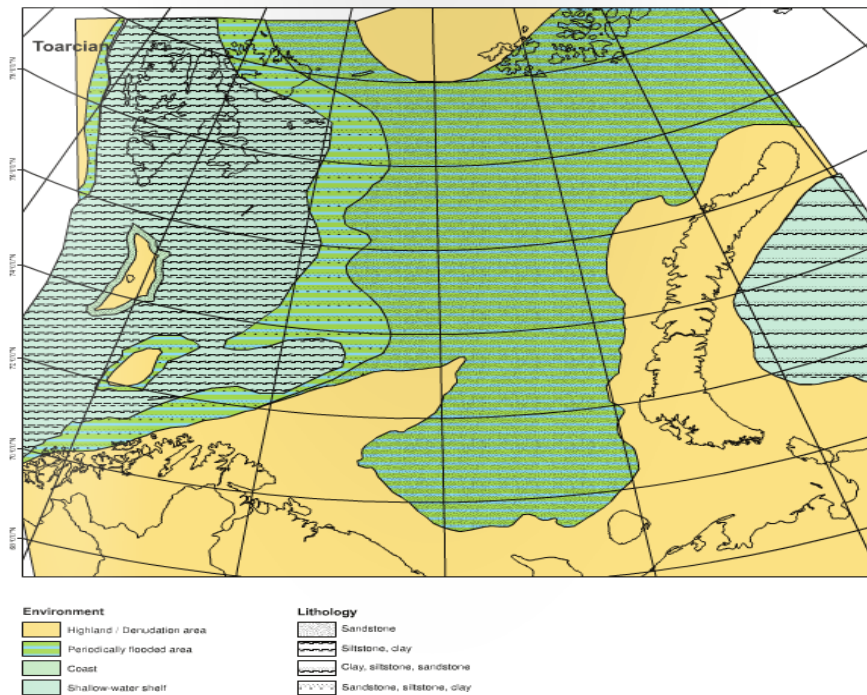 Toarcian
Environment
Highland / Denudation area
Periodically flooded area
Coast
Shallow-water shelf
Lithology
Sandstone
Siltstone, clay
Clay, siltstone, sandstone
Sandstone, siltstone, clay